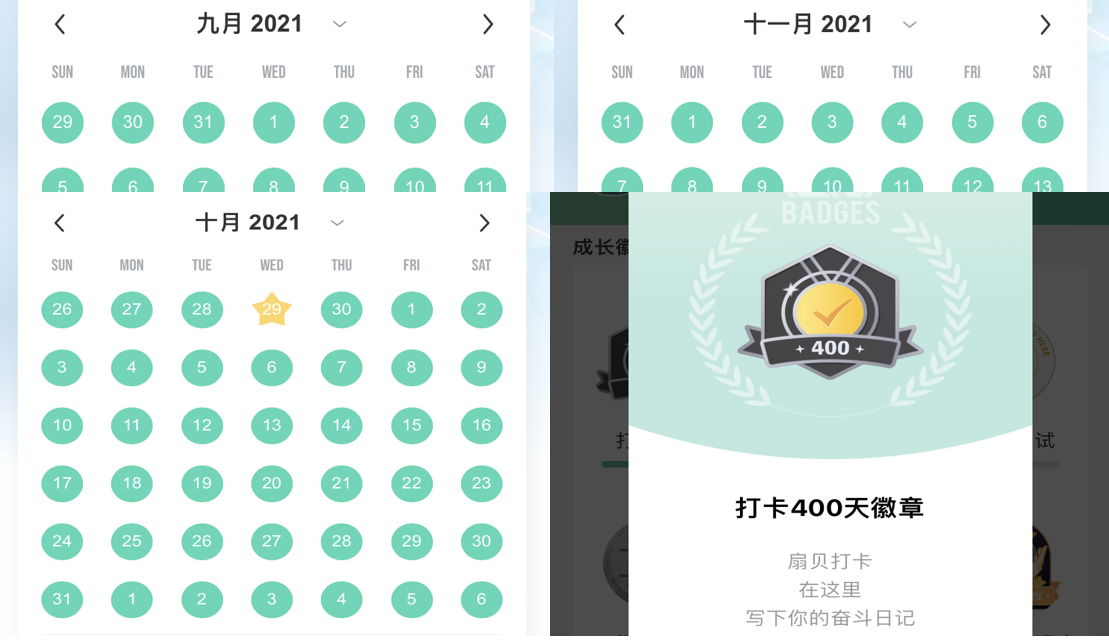 九月 2021
SUN MON TUE WED THU FRI SAT
29 30 31 1 2 3 4
5 6 7 8 9 10 11
十一月 2021
SUN MON TUE WED THU FRI SAT
31 1 2 3 4 5 6
7 8 9 10 11 12 13
十月 2021
SUN MON TUE WED THU FRI SAT
26 27 28 29 30 1 2
3 4 5 6 7 8 9
10 11 12 13 14 15 16
17 18 19 20 21 22 23
24 25 26 27 28 29 30
31 1 2 3 4 5 6
BADGES
成长
400
打
试
打卡400天徽章
扇贝打卡
在这里
写下你的奋斗日记